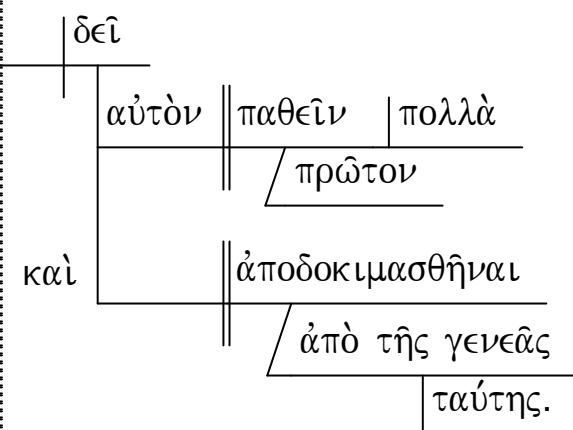 δεῖ
αὐτὸν παθεῖν πολλὰ
πρῶτον
καὶ ἀποδοκιμασθῆναι
ἀπὸ τῆς γενεᾶς
ταύτης.